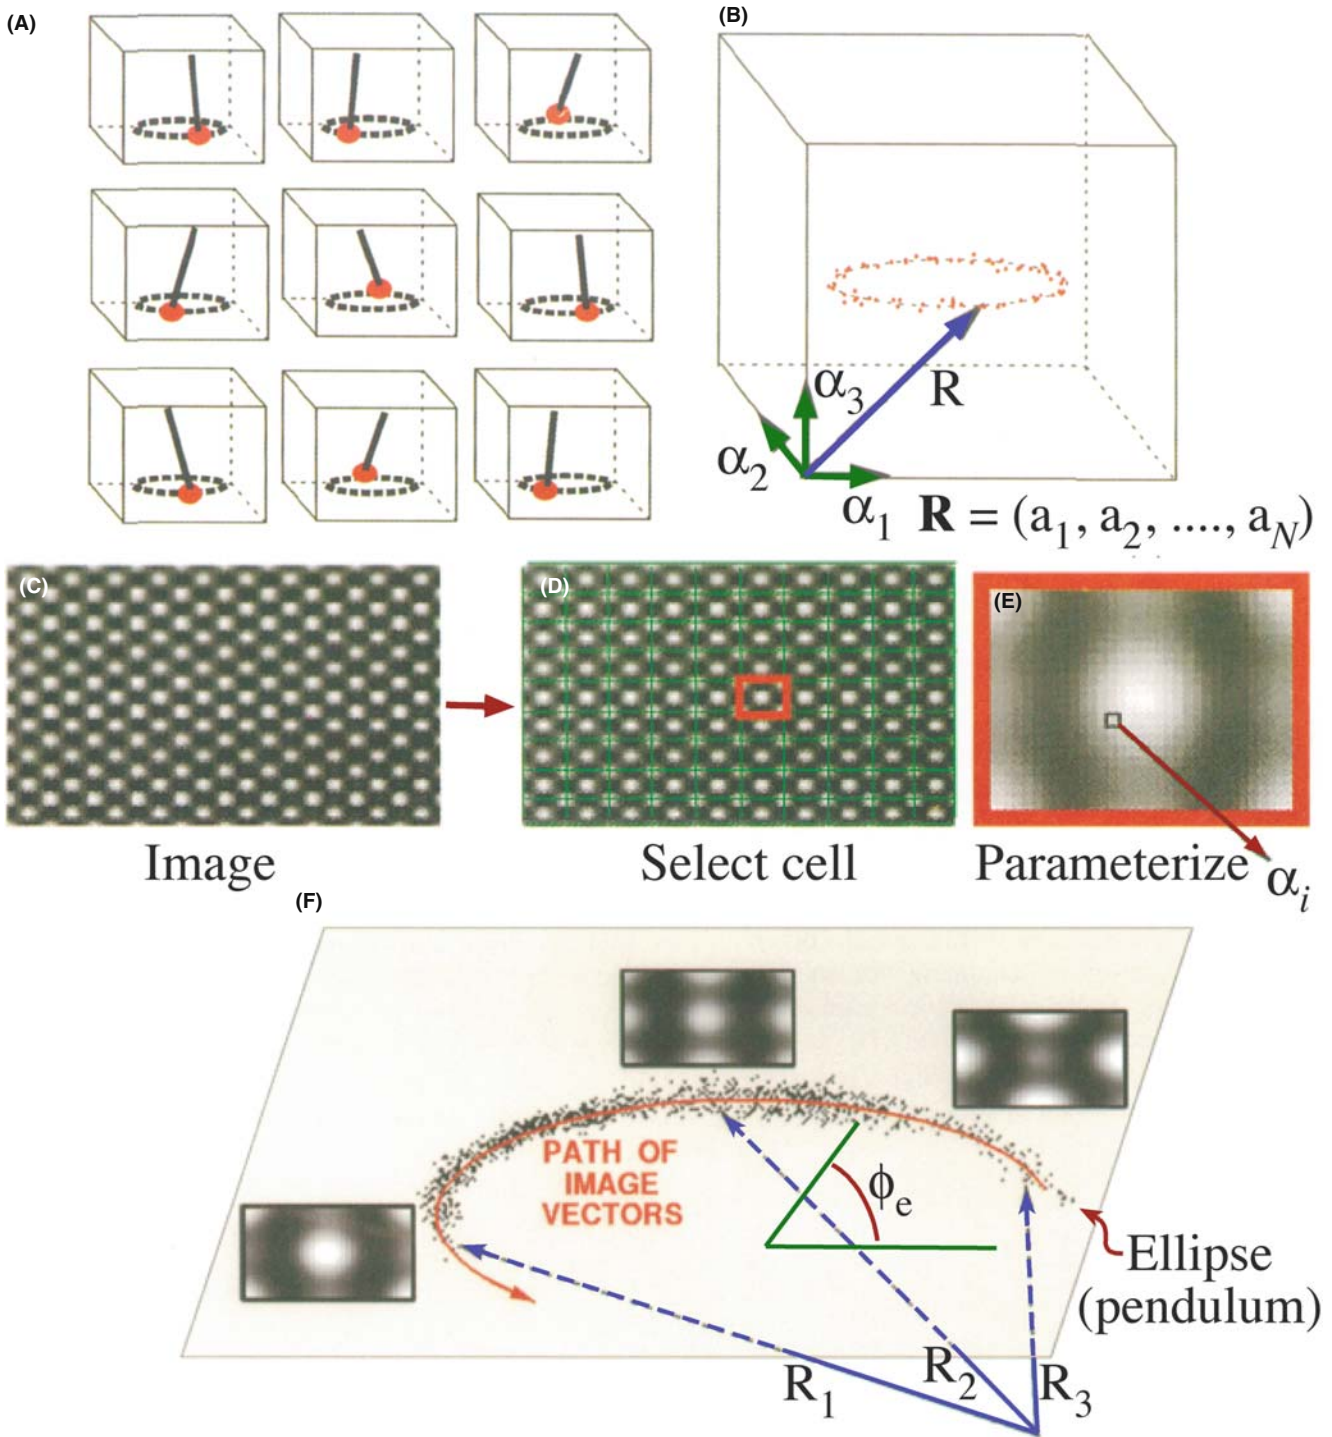 (A)
(B)
α3
R
α2
α1
R = (a1, a2, ...., aN)
(C)
(D)
(E)
Image
Select cell
Parameterize
αi
(F)
PATH OF
IMAGE
VECTORS
ϕe
Ellipse
(pendulum)
R1
R2
R3